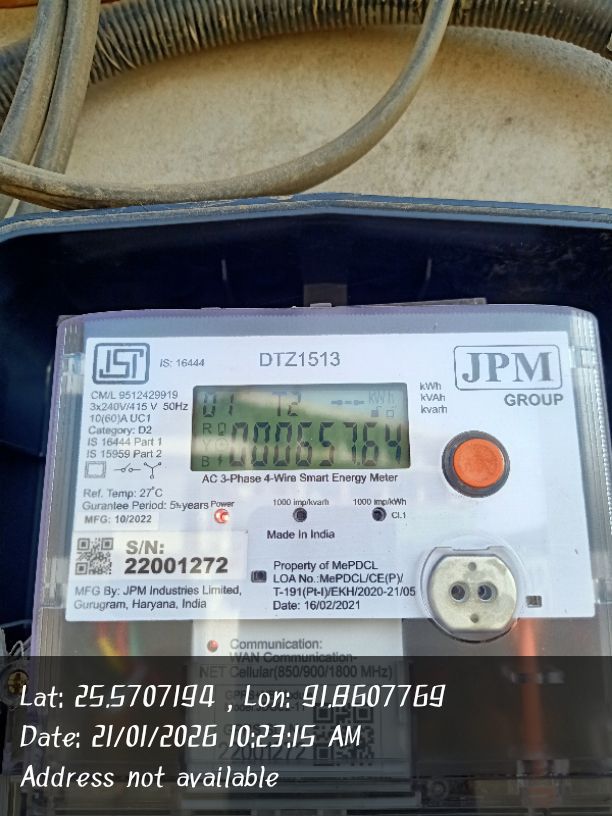 IS: 16444
DTZ1513
JPM
GROUP
CM/L 9512429919
3x240V/415 V 50Hz
10(60)A UC1
Category: D2
IS 16444 Part 1
IS 15959 Part 2
01 T2 kWh
R
Y
B
00065764
kWh
kVAh
kvarh
AC 3-Phase 4-Wire Smart Energy Meter
Ref. Temp: 27°C
Gurantee Period: 5½ years
MFG: 10/2022
Power
1000 imp/kvarh
1000 imp/kWh
Cl.1
Made in India
S/N:
22001272
MFG By: JPM Industries Limited,
Gurugram, Haryana, India
Property of MePDCL
LOA No.:MePDCL/CE(P)/
T-191(Pt-I)/EKH/2020-21/05
Date: 16/02/2021
Communication:
WAN Communication-
NET Cellular(850/900/1800 MHz)
22001272
Lat: 25.5707194 , Lon: 91.8607769
Date: 21/01/2026 10:23:15 AM
Address not available